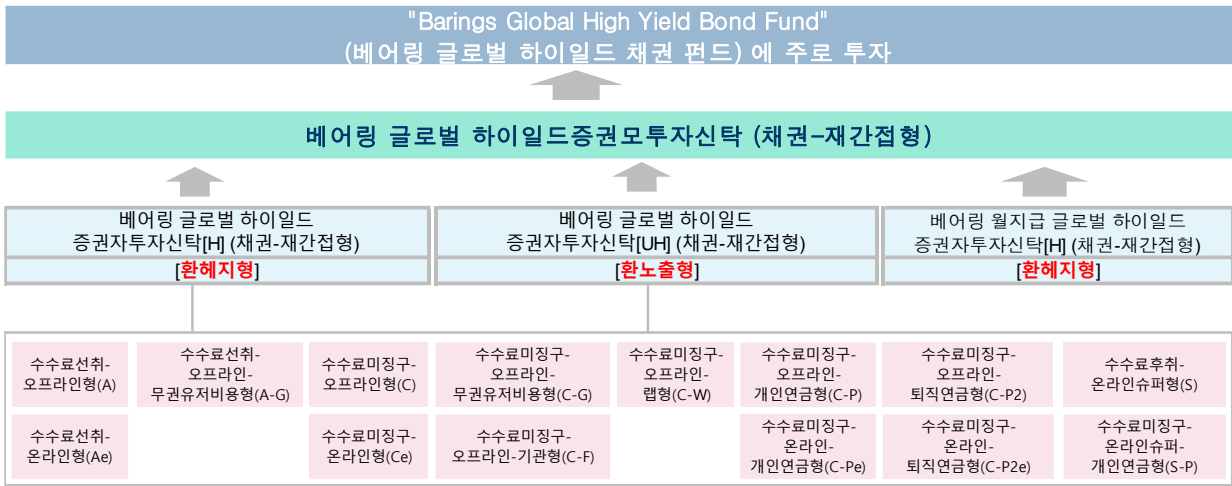 "Barings Global High Yield Bond Fund"
(베어링 글로벌 하이일드 채권 펀드) 에 주로 투자
베어링 글로벌 하이일드증권모투자신탁 (채권-재간접형)
베어링 글로벌 하이일드
증권자투자신탁[H] (채권-재간접형)
[환헤지형]
베어링 글로벌 하이일드
증권자투자신탁[UH] (채권-재간접형)
[환노출형]
베어링 월지급 글로벌 하이일드
증권자투자신탁[H] (채권-재간접형)
[환헤지형]
수수료선취-
오프라인형(A)
수수료선취-
오프라인-
무권유저비용형(A-G)
수수료미징구-
오프라인형(C)
수수료미징구-
오프라인-
무권유저비용형(C-G)
수수료미징구-
오프라인-
랩형(C-W)
수수료미징구-
오프라인-
개인연금형(C-P)
수수료미징구-
오프라인-
퇴직연금형(C-P2)
수수료후취-
온라인슈퍼형(S)
수수료선취-
온라인형(Ae)
수수료미징구-
온라인형(Ce)
수수료미징구-
오프라인-기관형(C-F)
수수료미징구-
온라인-
개인연금형(C-Pe)
수수료미징구-
온라인-
퇴직연금형(C-P2e)
수수료미징구-
온라인슈퍼-
개인연금형(S-P)